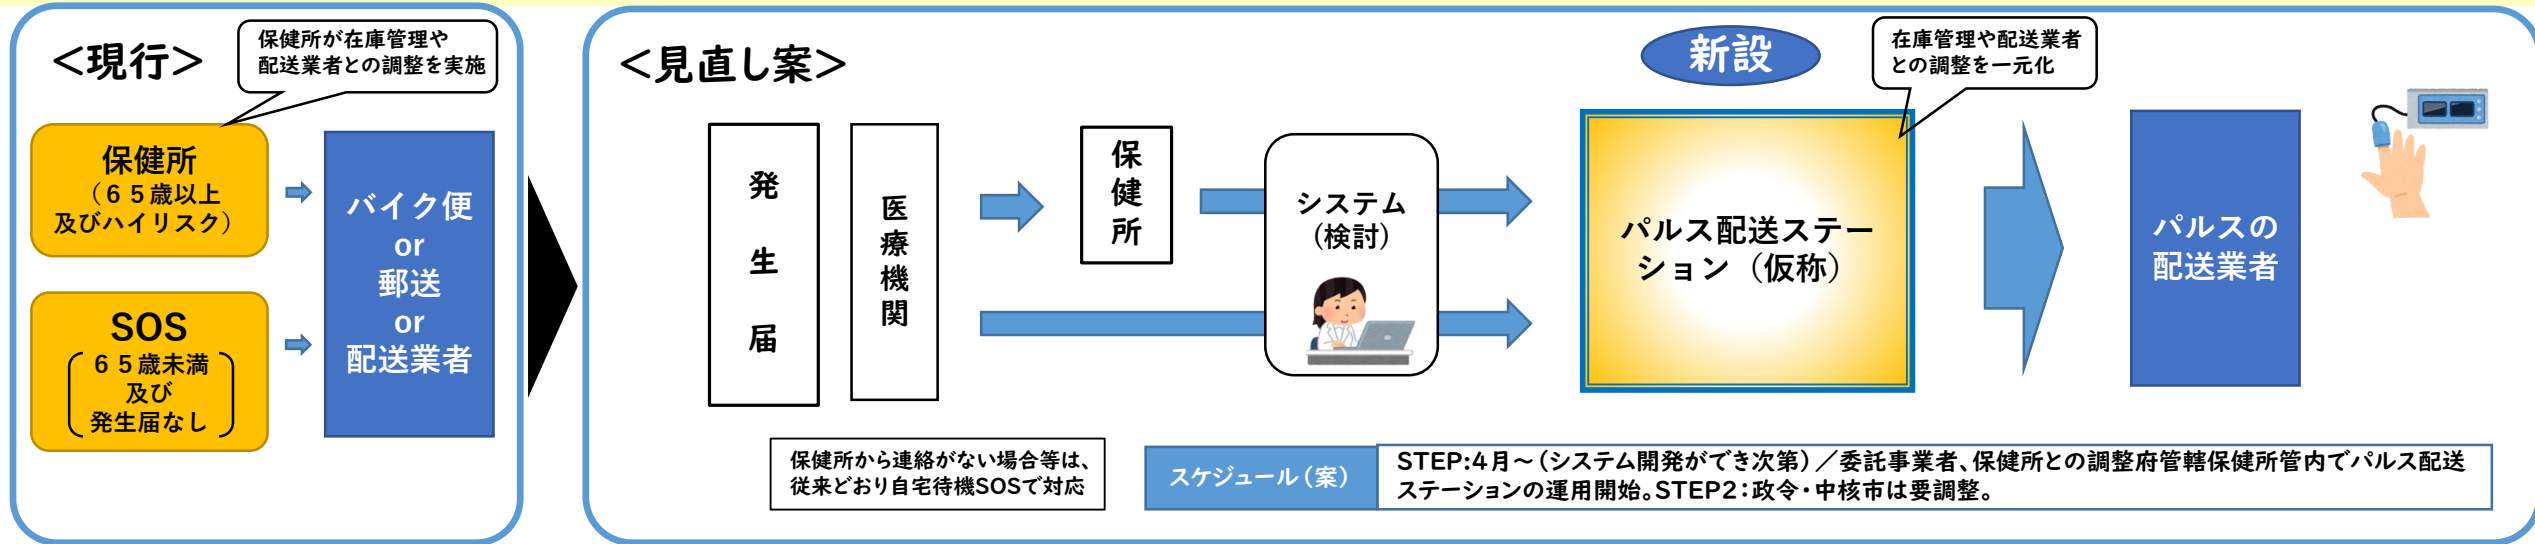 ＜現行＞
保健所が在庫管理や
配送業者との調整を実施
保健所
（６５歳以上
及びハイリスク）
SOS
６５歳未満
及び
発生届なし
バイク便
or
郵送
or
配送業者
＜見直し案＞
発生届
医療機関
保健所
システム
(検討)
新設
在庫管理や配送業者
との調整を一元化
パルス配送ステー
ション（仮称）
パルスの
配送業者
保健所から連絡がない場合等は、
従来どおり自宅待機SOSで対応
スケジュール（案）
STEP:4月～（システム開発ができ次第）／委託事業者、保健所との調整府管轄保健所管内でパルス配送
ステーションの運用開始。STEP2：政令・中核市は要調整。